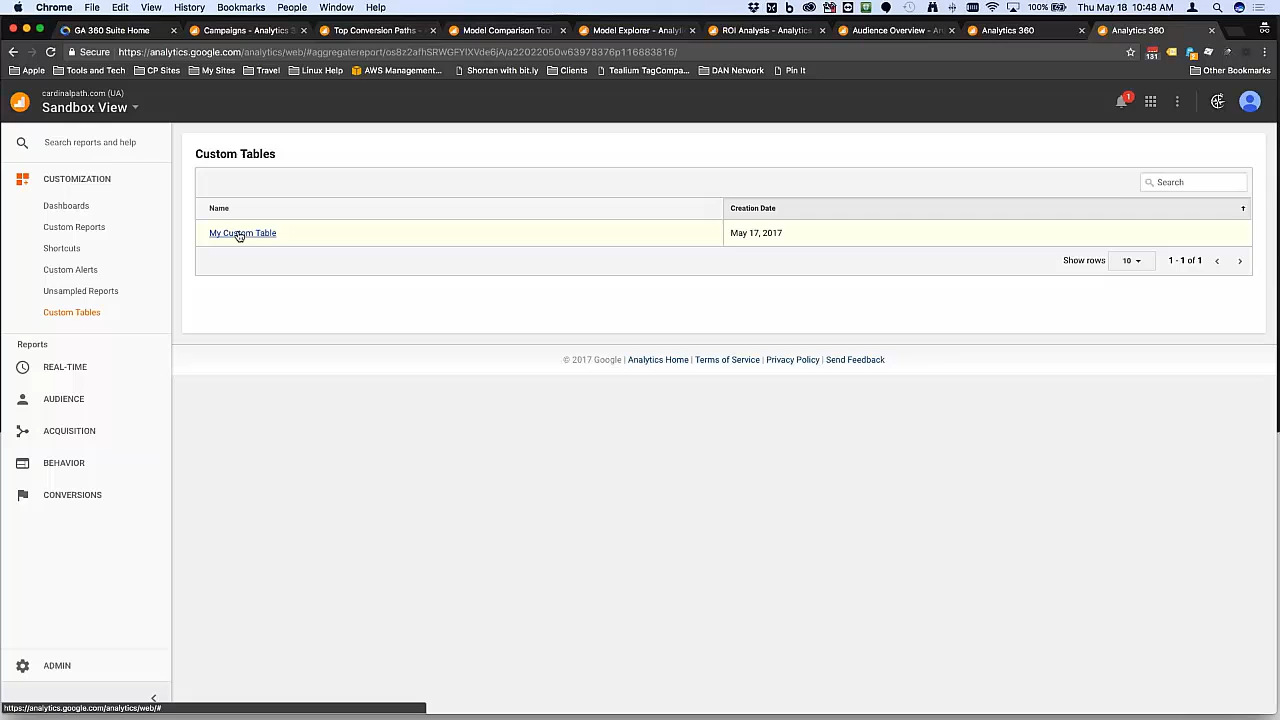 Chrome File Edit View History Bookmarks People Window Help 100% Thu May 18 10:48 AM
GA 360 Suite Home Campaigns - Analytics 3 Top Conversion Paths - Model Comparison Tool Model Explorer - Analyti ROI Analysis - Analytics Audience Overview - An Analytics 360 Analytics 360
Secure https://analytics.google.com/analytics/web/#aggregatereport/os8z2afhSRWGFYIXVde6jA/a22022050w63978376p116883816/ 131
Apple Tools and Tech CP Sites My Sites Travel Linux Help AWS Management... Shorten with bit.ly Clients Tealium TagCompa... DAN Network Pin It Other Bookmarks
cardinalpath.com (UA)
Sandbox View 1
Search reports and help
CUSTOMIZATION
Dashboards
Custom Reports
Shortcuts
Custom Alerts
Unsampled Reports
Custom Tables
Reports
REAL-TIME
AUDIENCE
ACQUISITION
BEHAVIOR
CONVERSIONS
ADMIN
Custom Tables
Search
Name Creation Date
My Custom Table May 17, 2017
Show rows 10 1 - 1 of 1
© 2017 Google | Analytics Home | Terms of Service | Privacy Policy | Send Feedback
https://analytics.google.com/analytics/web/#